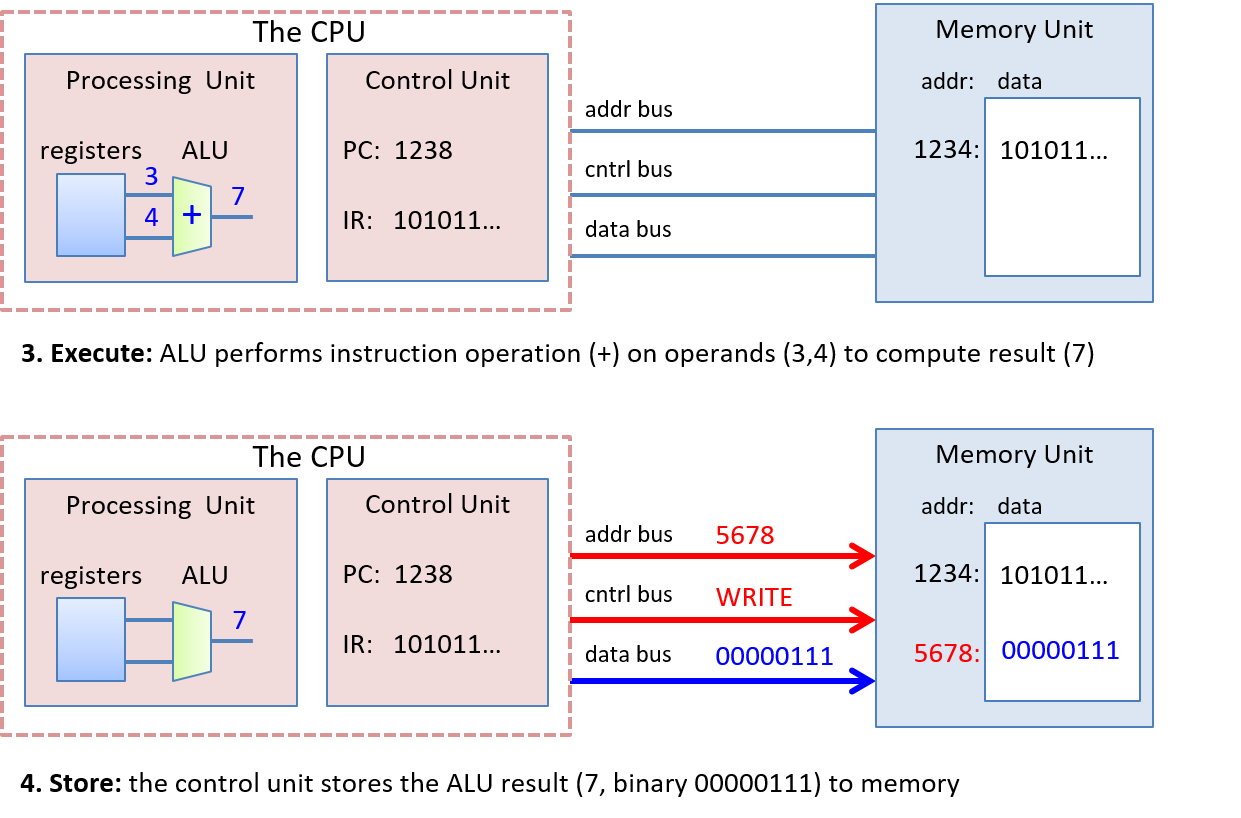 The CPU
Processing Unit
Control Unit
registers ALU
3
4
+
7
PC: 1238
IR: 101011...
addr bus
cntrl bus
data bus
Memory Unit
addr: data
1234: 101011...
3. Execute: ALU performs instruction operation (+) on operands (3,4) to compute result (7)
The CPU
Processing Unit
Control Unit
registers ALU
7
PC: 1238
IR: 101011...
addr bus 5678
cntrl bus WRITE
data bus 00000111
Memory Unit
addr: data
1234: 101011...
5678: 00000111
4. Store: the control unit stores the ALU result (7, binary 00000111) to memory